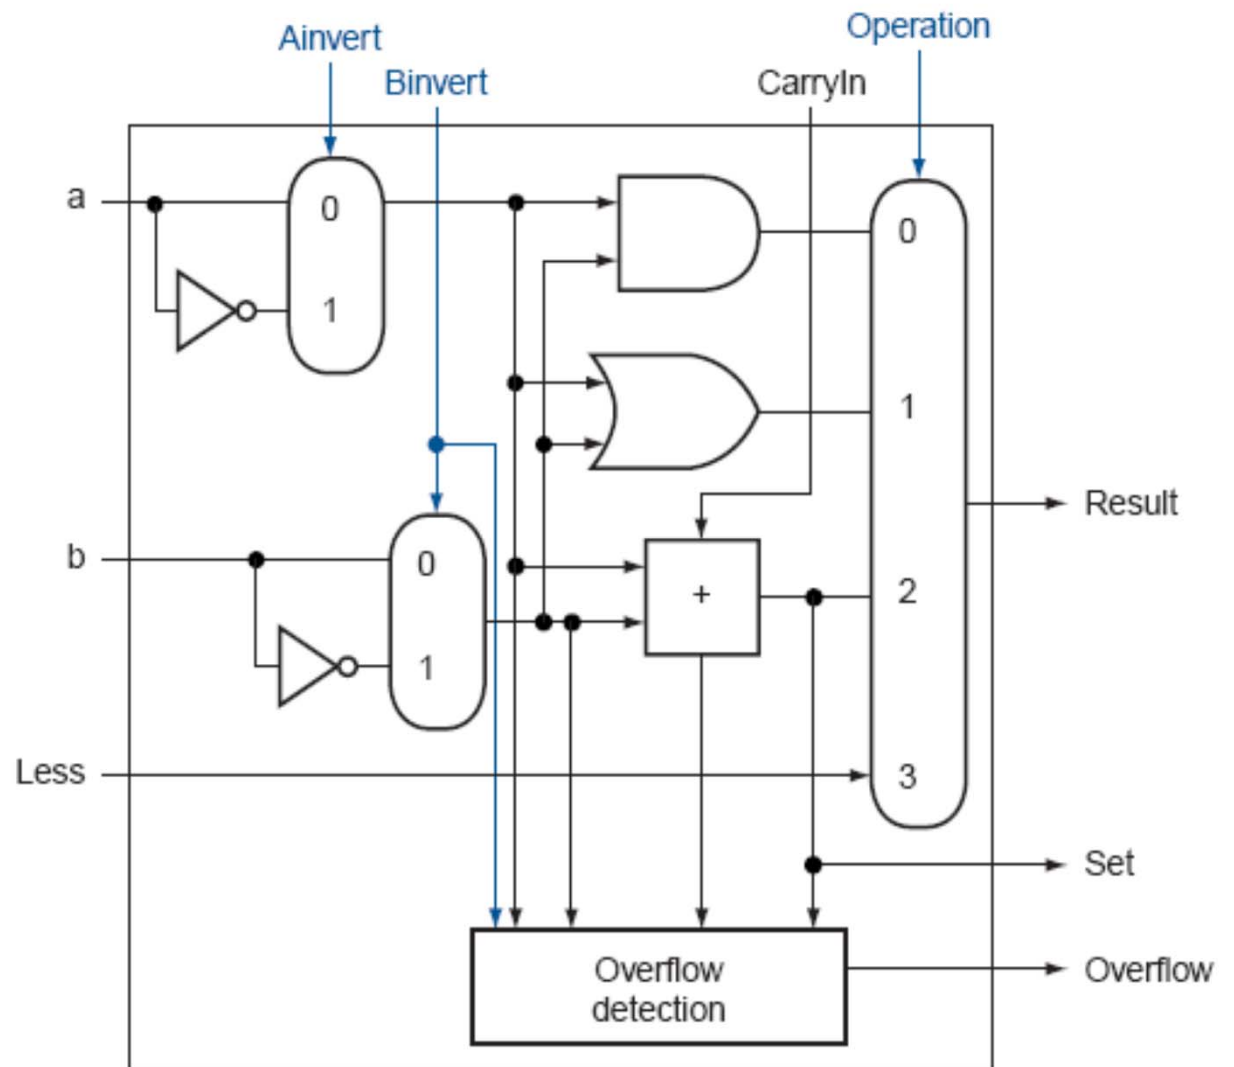 Operation
Ainvert
Binvert
CarryIn
a
0
1
0
1
b
0
1
+
2
Result
Less
3
Set
Overflow
detection
Overflow